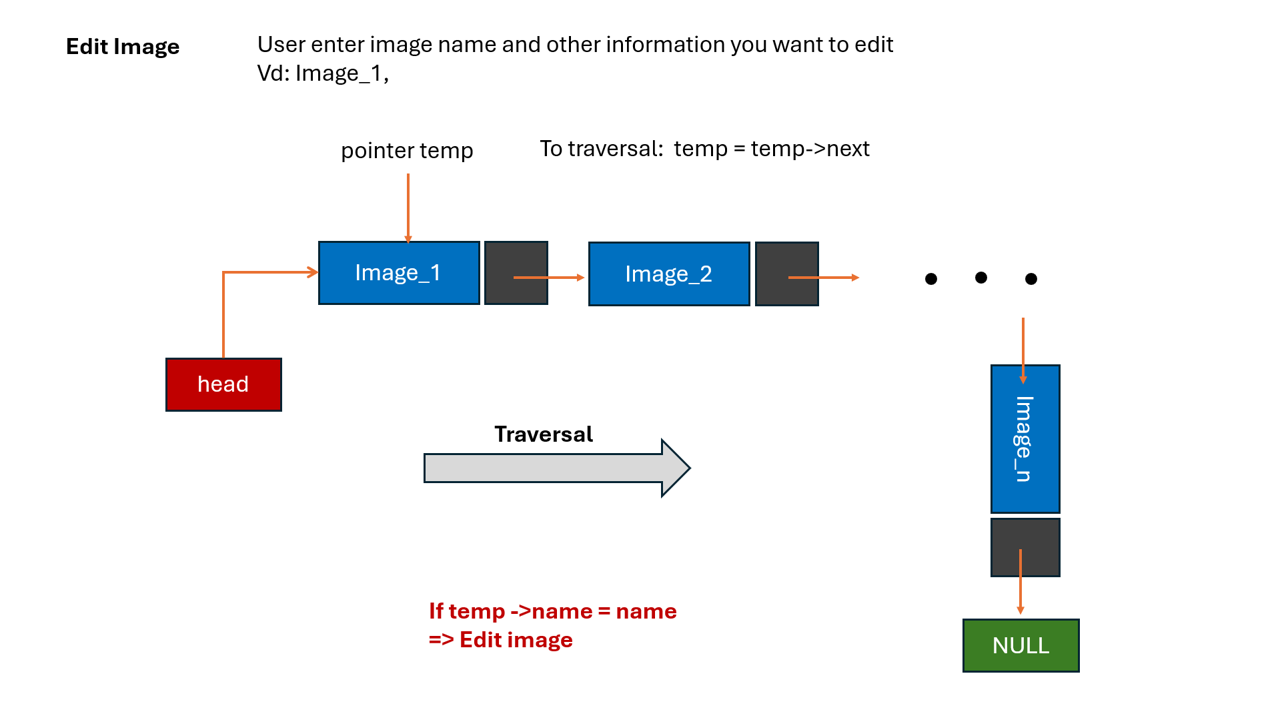 Edit Image
User enter image name and other information you want to edit
Vd: Image_1,
pointer temp
To traversal:  temp = temp->next
Image_1
Image_2
head
Image_n
Traversal
If temp ->name = name
=> Edit image
NULL